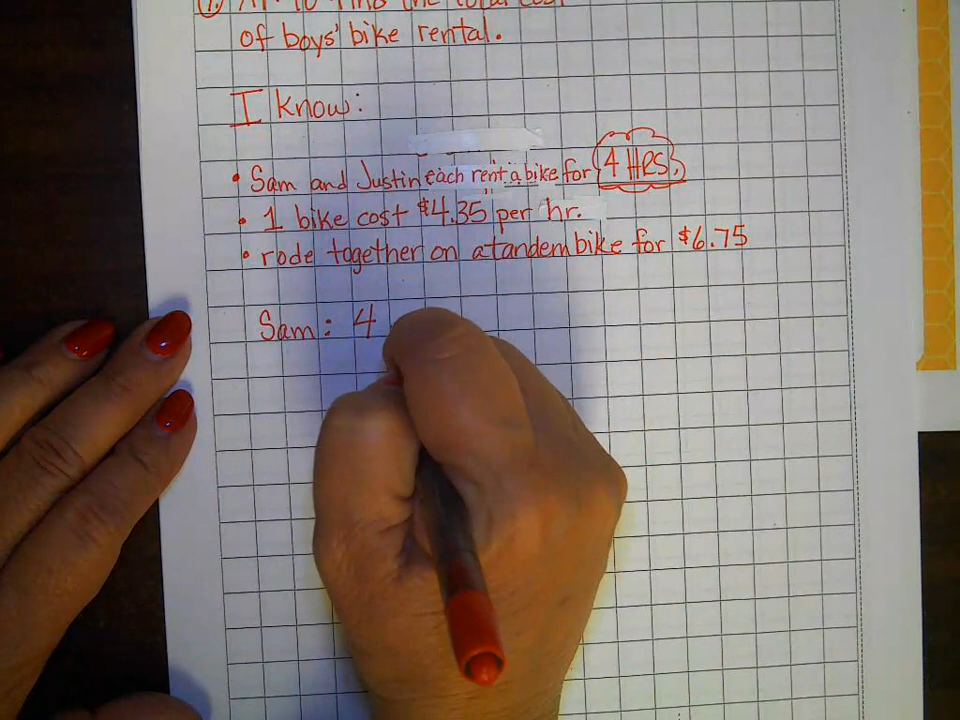 of boys' bike rental.
I know:
• Sam and Justin each rent a bike for 4 Hrs.
• 1 bike cost $4.35 per hr.
• rode together on a tandem bike for $6.75
Sam: 4